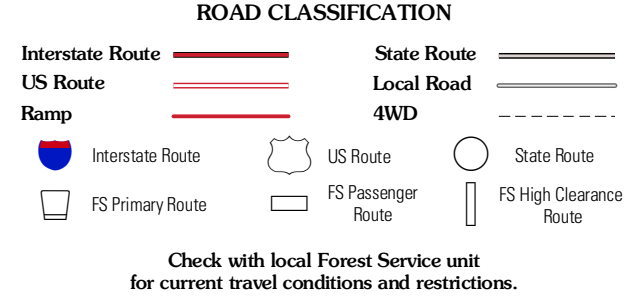 ROAD CLASSIFICATION
Interstate Route
State Route
US Route
Local Road
Ramp
4WD
Interstate Route
US Route
State Route
FS Primary Route
FS Passenger
Route
FS High Clearance
Route
Check with local Forest Service unit
for current travel conditions and restrictions.